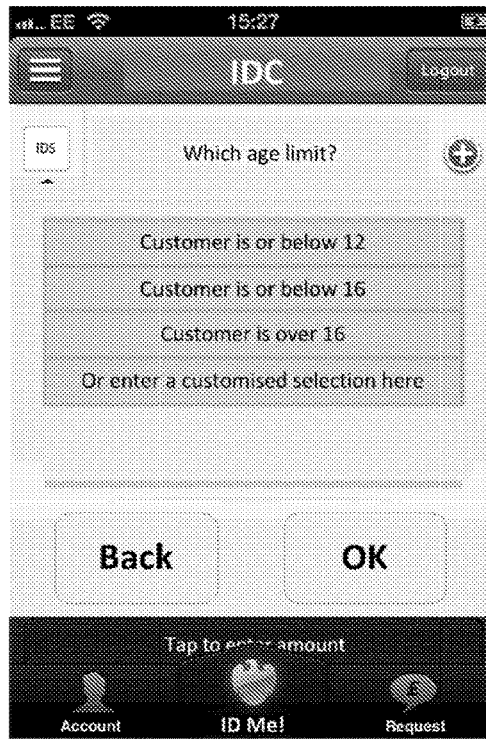 EE 15:27
IDC Logout
IDS
Which age limit?
Customer is or below 12
Customer is or below 16
Customer is over 16
Or enter a customised selection here
Back OK
Tap to enter amount
£
Account ID Me! Request